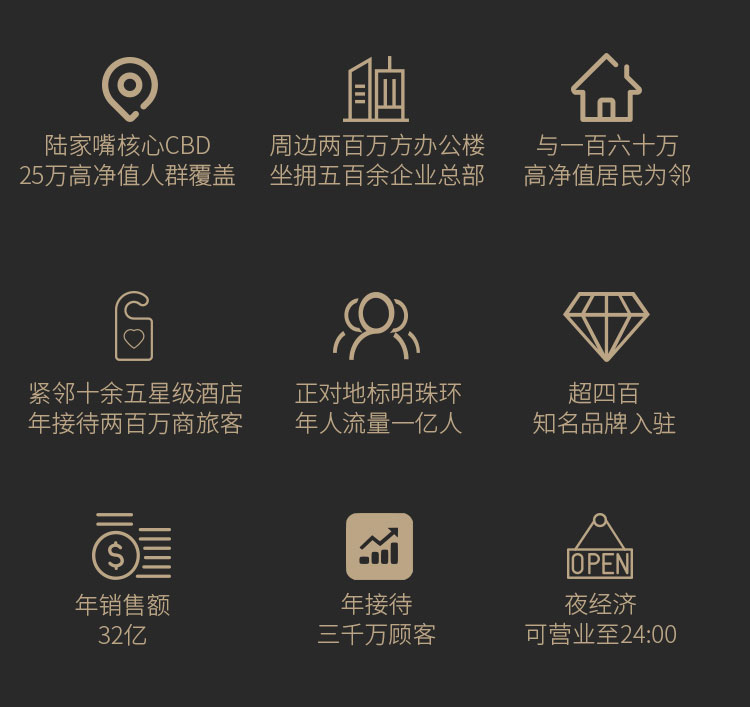 陆家嘴核心CBD
25万高净值人群覆盖
周边两百万方办公楼
坐拥五百余企业总部
与一百六十万
高净值居民为邻
紧邻十余五星级酒店
年接待两百万商旅客
正对地标明珠环
年人流量一亿人
超四百
知名品牌入驻
年销售额
32亿
年接待
三千万顾客
OPEN
夜经济
可营业至24:00